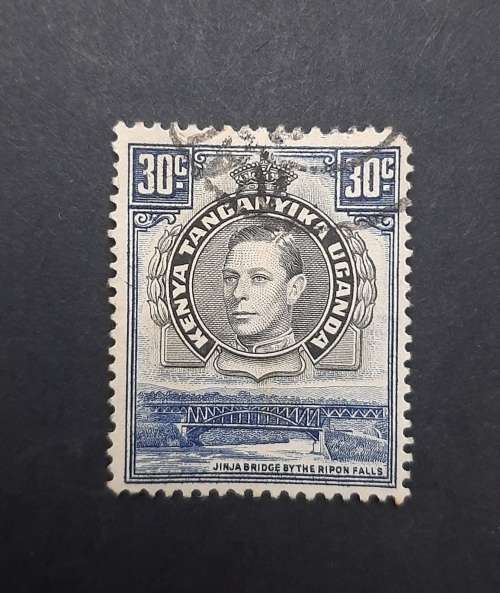 30C 30C
KENYA TANGANYIKA UGANDA
JINJA BRIDGE BY THE RIPON FALLS